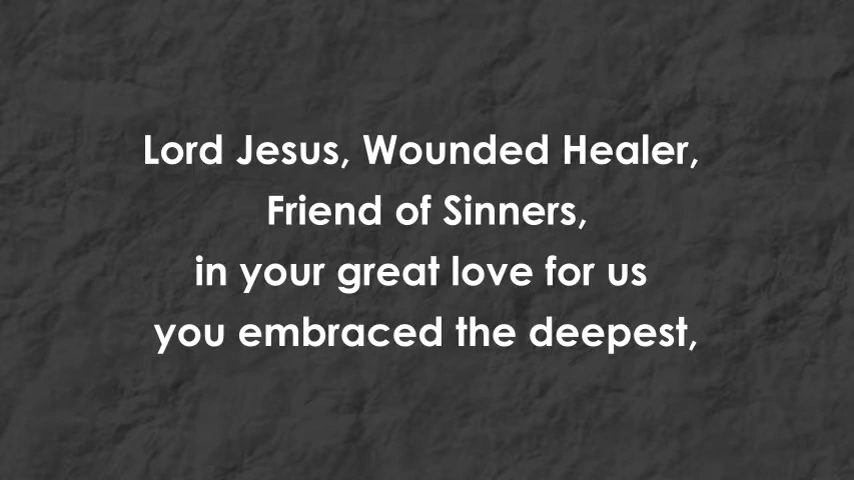 Lord Jesus, Wounded Healer,
Friend of Sinners,
in your great love for us
you embraced the deepest,